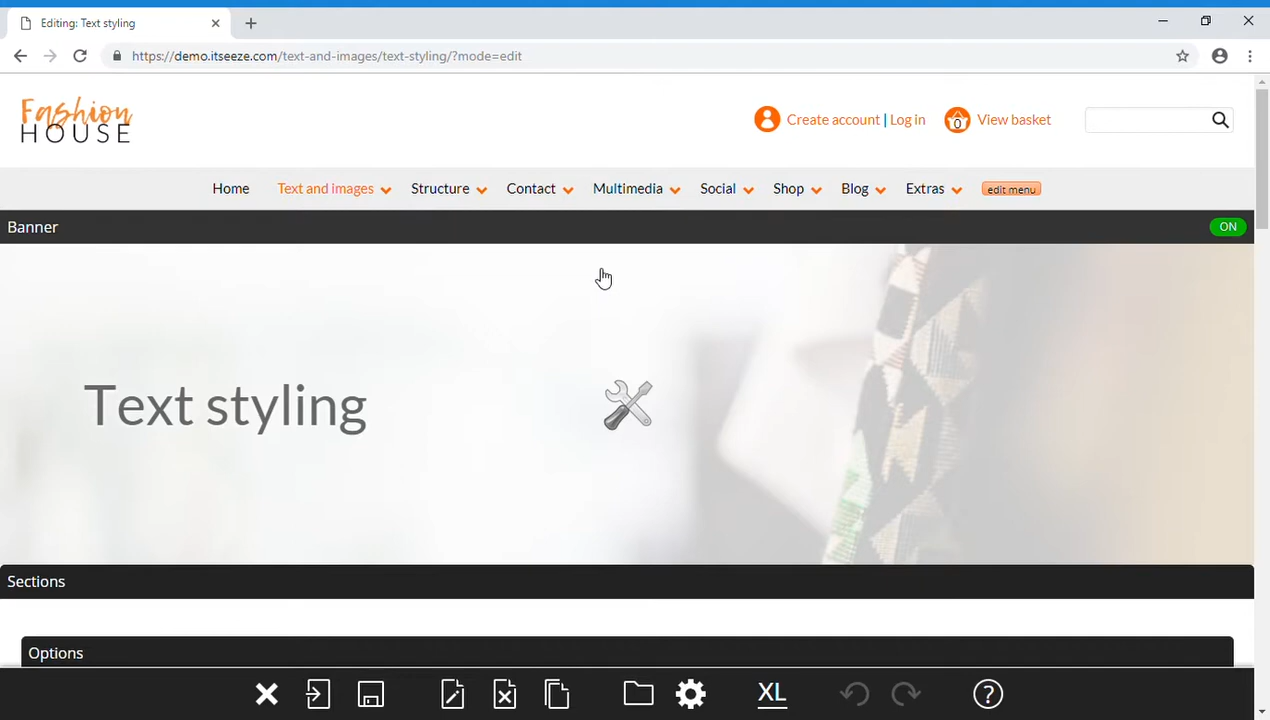 Editing: Text styling
https://demo.itseeze.com/text-and-images/text-styling/?mode=edit
Fashion
HOUSE
Create account | Log in
0
View basket
Home
Text and images
Structure
Contact
Multimedia
Social
Shop
Blog
Extras
edit menu
Banner
ON
Text styling
Sections
Options
XL
?